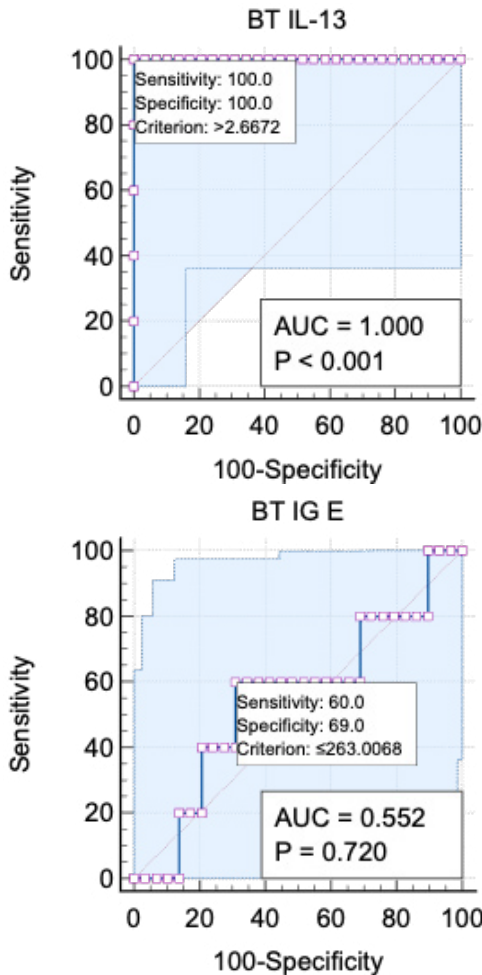 BT IL-13
100
80
60
40
20
0
Sensitivity
Sensitivity: 100.0
Specificity: 100.0
Criterion: >2.6672
AUC = 1.000
P < 0.001
0 20 40 60 80 100
100-Specificity
BT IG E
100
80
60
40
20
0
Sensitivity
Sensitivity: 60.0
Specificity: 69.0
Criterion: ≤263.0068
AUC = 0.552
P = 0.720
0 20 40 60 80 100
100-Specificity